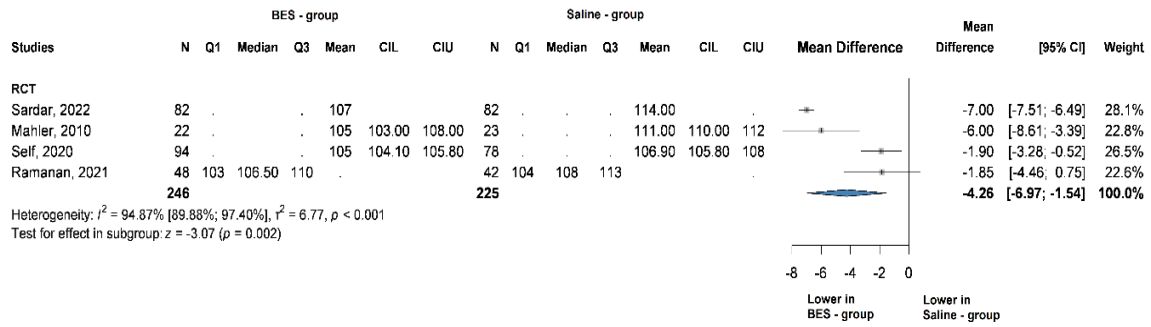 BES - group Saline - group
Mean
Studies N Q1 Median Q3 Mean CIL CIU N Q1 Median Q3 Mean CIL CIU Mean Difference Difference [95% CI] Weight
RCT
Sardar, 2022 82 . . . 107 . . 82 . . . 114.00 . . -7.00 [-7.51; -6.49] 28.1%
Mahler, 2010 22 . . . 105 103.00 108.00 23 . . . 111.00 110.00 112 -6.00 [-8.61; -3.39] 22.8%
Self, 2020 94 . . . 105 104.10 105.80 78 . . . 106.90 105.80 108 -1.90 [-3.28; -0.52] 26.5%
Ramanan, 2021 48 103 106.50 110 . . . 42 104 108 113 . . . -1.85 [-4.46; 0.75] 22.6%
246 225 -4.26 [-6.97; -1.54] 100.0%
Heterogeneity: I² = 94.87% [89.88%; 97.40%], τ² = 6.77, p < 0.001
Test for effect in subgroup: z = -3.07 (p = 0.002)
-8 -6 -4 -2 0
Lower in Lower in
BES - group Saline - group